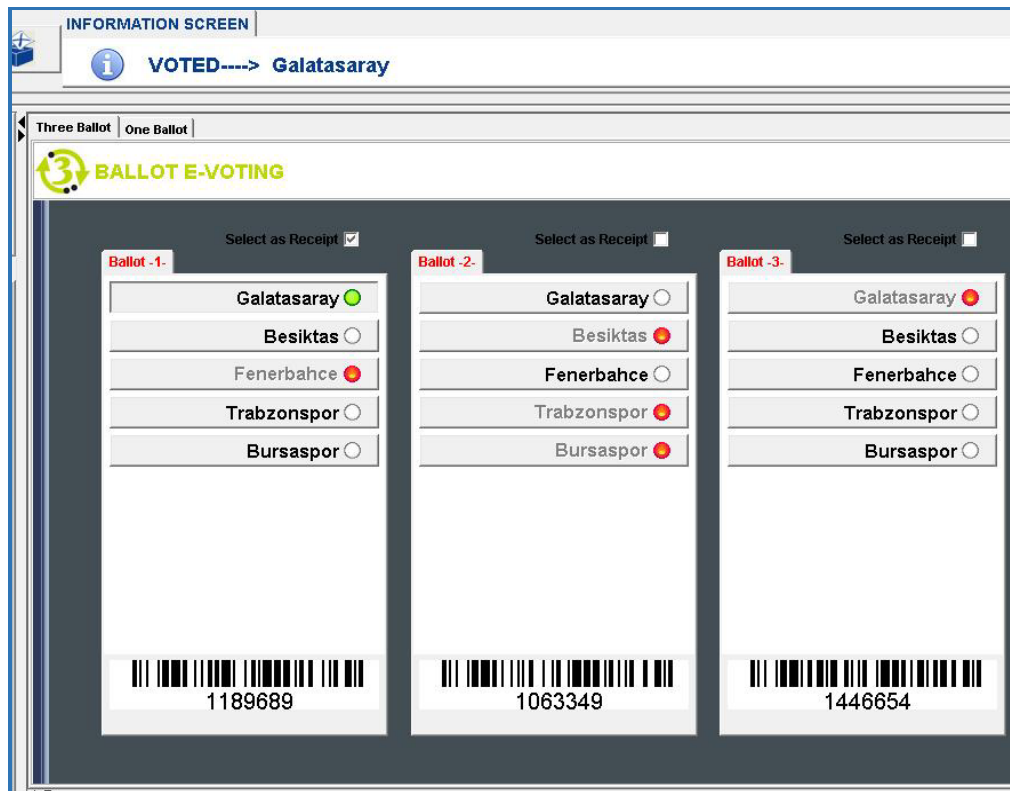 INFORMATION SCREEN
VOTED----> Galatasaray
Three Ballot One Ballot
3 BALLOT E-VOTING
Select as Receipt
Ballot -1-
Galatasaray
Besiktas
Fenerbahce
Trabzonspor
Bursaspor
1189689
Select as Receipt
Ballot -2-
Galatasaray
Besiktas
Fenerbahce
Trabzonspor
Bursaspor
1063349
Select as Receipt
Ballot -3-
Galatasaray
Besiktas
Fenerbahce
Trabzonspor
Bursaspor
1446654